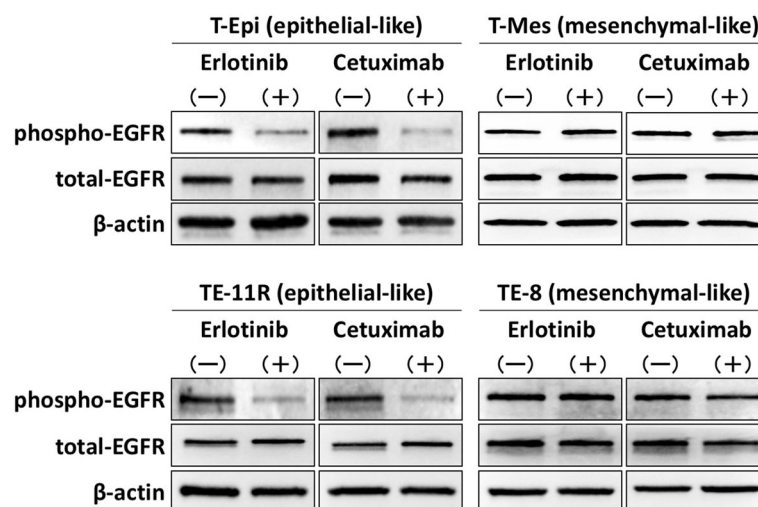 T-Epi (epithelial-like) T-Mes (mesenchymal-like)
Erlotinib Cetuximab Erlotinib Cetuximab
(−) (+) (−) (+) (−) (+) (−) (+)
phospho-EGFR
total-EGFR
β-actin
TE-11R (epithelial-like) TE-8 (mesenchymal-like)
Erlotinib Cetuximab Erlotinib Cetuximab
(−) (+) (−) (+) (−) (+) (−) (+)
phospho-EGFR
total-EGFR
β-actin